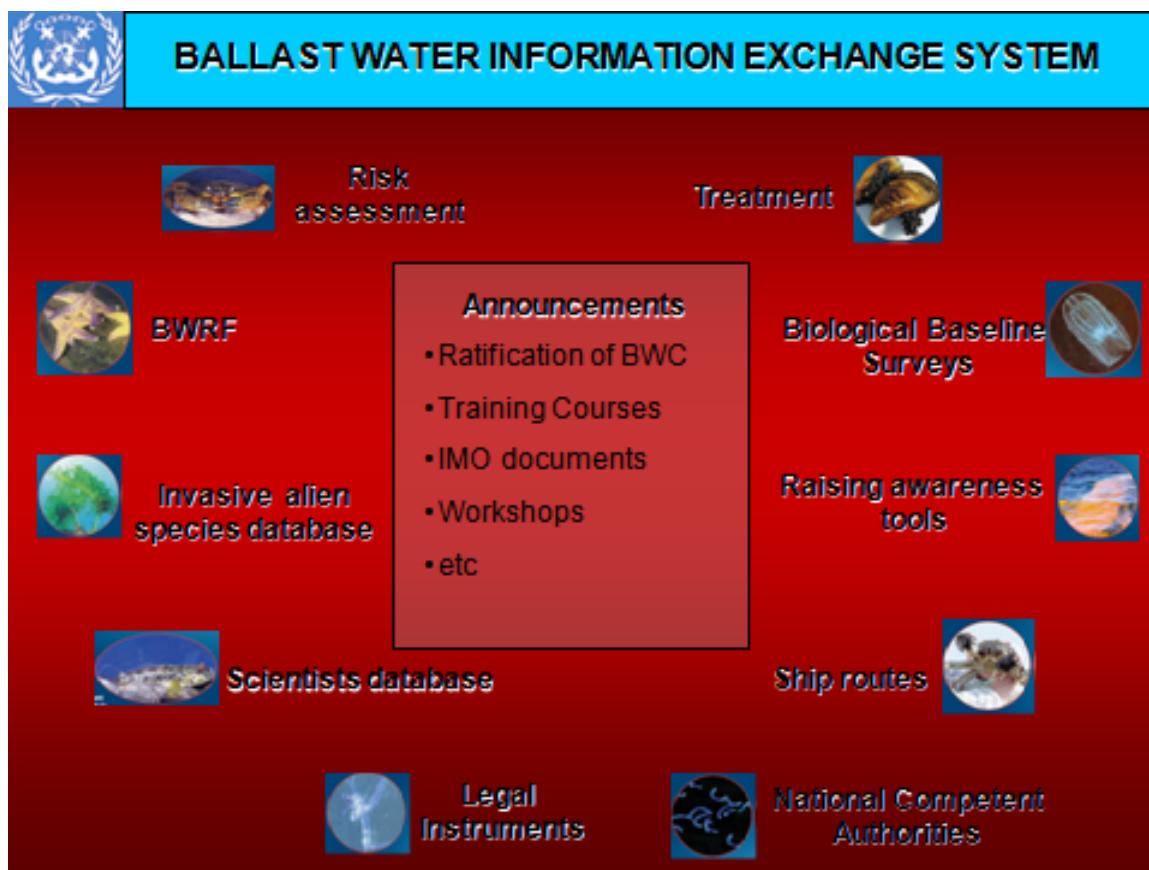 BALLAST WATER INFORMATION EXCHANGE SYSTEM
Risk
assessment
Treatment
BWRF
Announcements
• Ratification of BWC
• Training Courses
• IMO documents
• Workshops
• etc
Biological Baseline
Surveys
Invasive alien
species database
Raising awareness
tools
Scientists database
Ship routes
Legal
Instruments
National Competent
Authorities